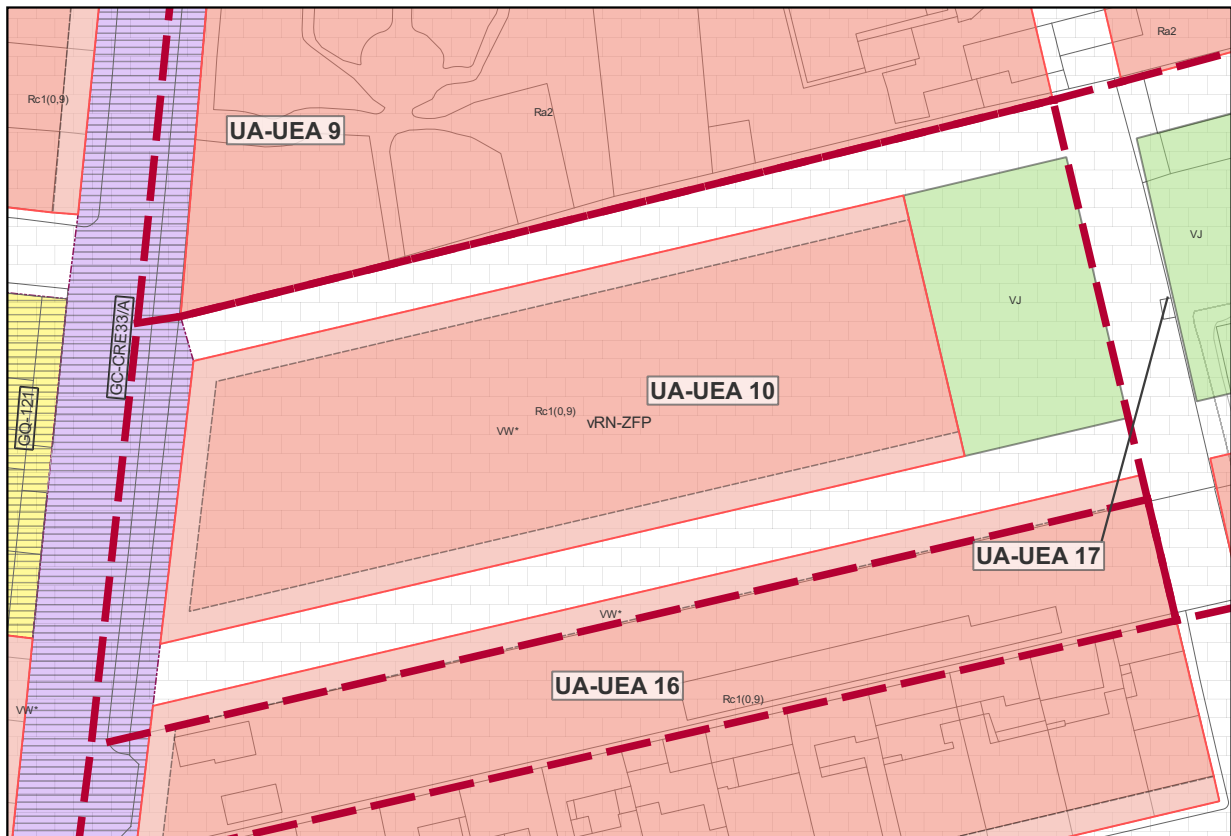 Ra2
Rc1(0,9)
Ra2
UA-UEA 9
VJ
VJ
GC-CRE33/A
UA-UEA 10
GQ-121
Rc1(0,9)
vRN-ZFP
VW*
UA-UEA 17
VW*
UA-UEA 16
Rc1(0,9)
VW*